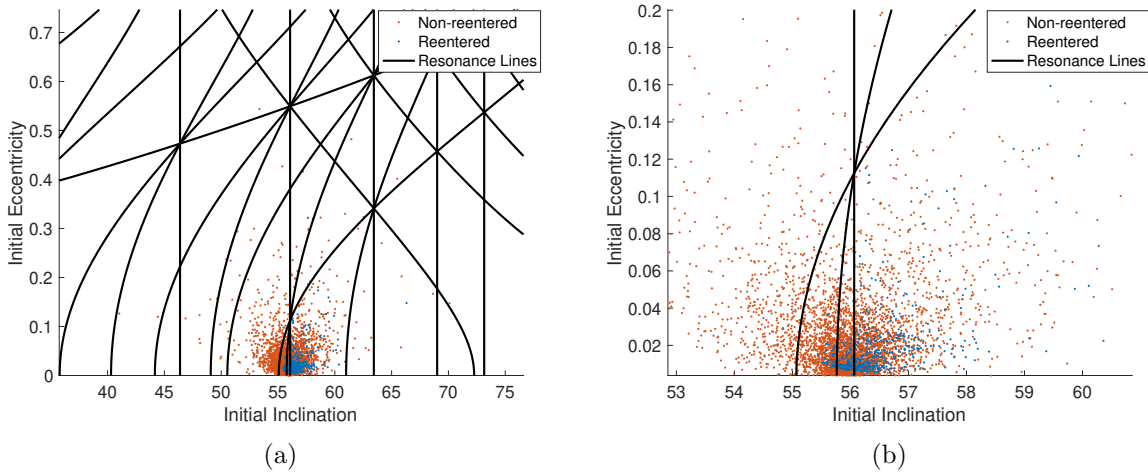 Non-reentered
Reentered
Resonance Lines
0.7
0.6
0.5
0.4
0.3
0.2
0.1
0
Initial Eccentricity
40 45 50 55 60 65 70 75
Initial Inclination
(a)
Non-reentered
Reentered
Resonance Lines
0.2
0.18
0.16
0.14
0.12
0.1
0.08
0.06
0.04
0.02
Initial Eccentricity
53 54 55 56 57 58 59 60
Initial Inclination
(b)